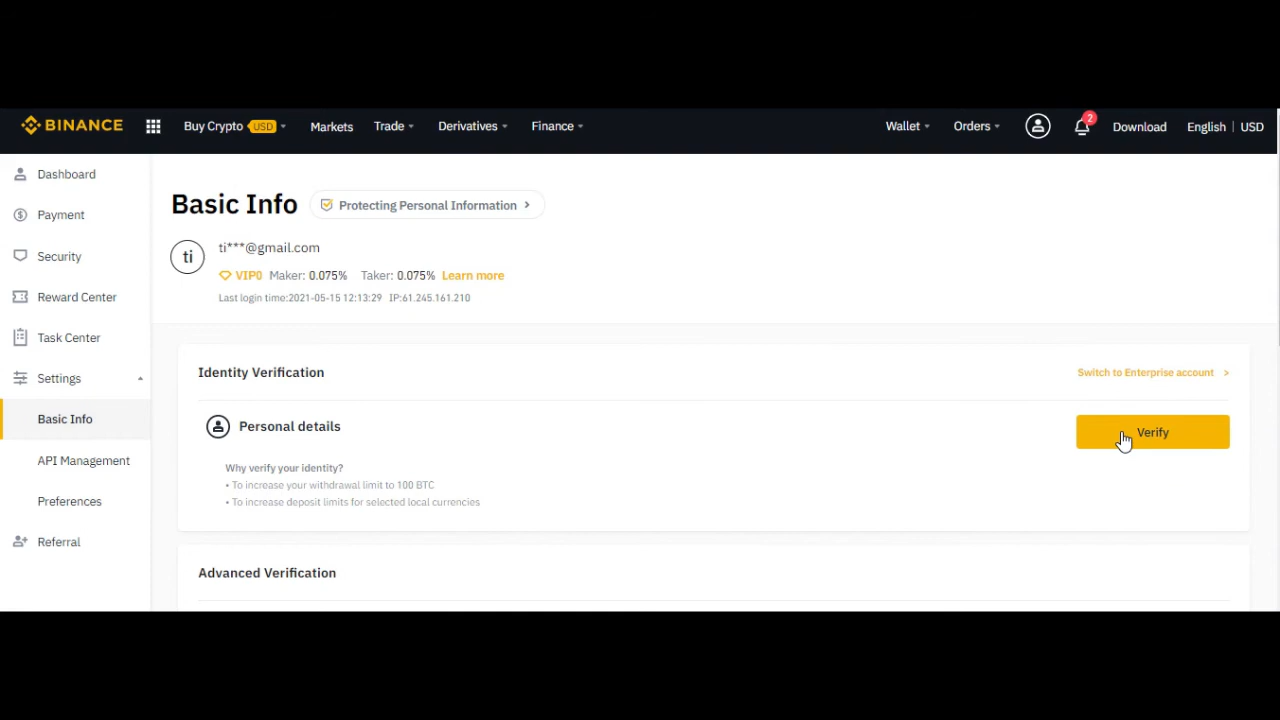 BINANCE Buy Crypto USD Markets Trade Derivatives Finance Wallet Orders 2 Download English | USD
Dashboard
Payment
Security
Reward Center
Task Center
Settings
Basic Info
API Management
Preferences
Referral
Basic Info Protecting Personal Information >
ti ti***@gmail.com
VIP0 Maker: 0.075% Taker: 0.075% Learn more
Last login time:2021-05-15 12:13:29 IP:61.245.161.210
Identity Verification Switch to Enterprise account >
Personal details Verify
Why verify your identity?
• To increase your withdrawal limit to 100 BTC
• To increase deposit limits for selected local currencies
Advanced Verification